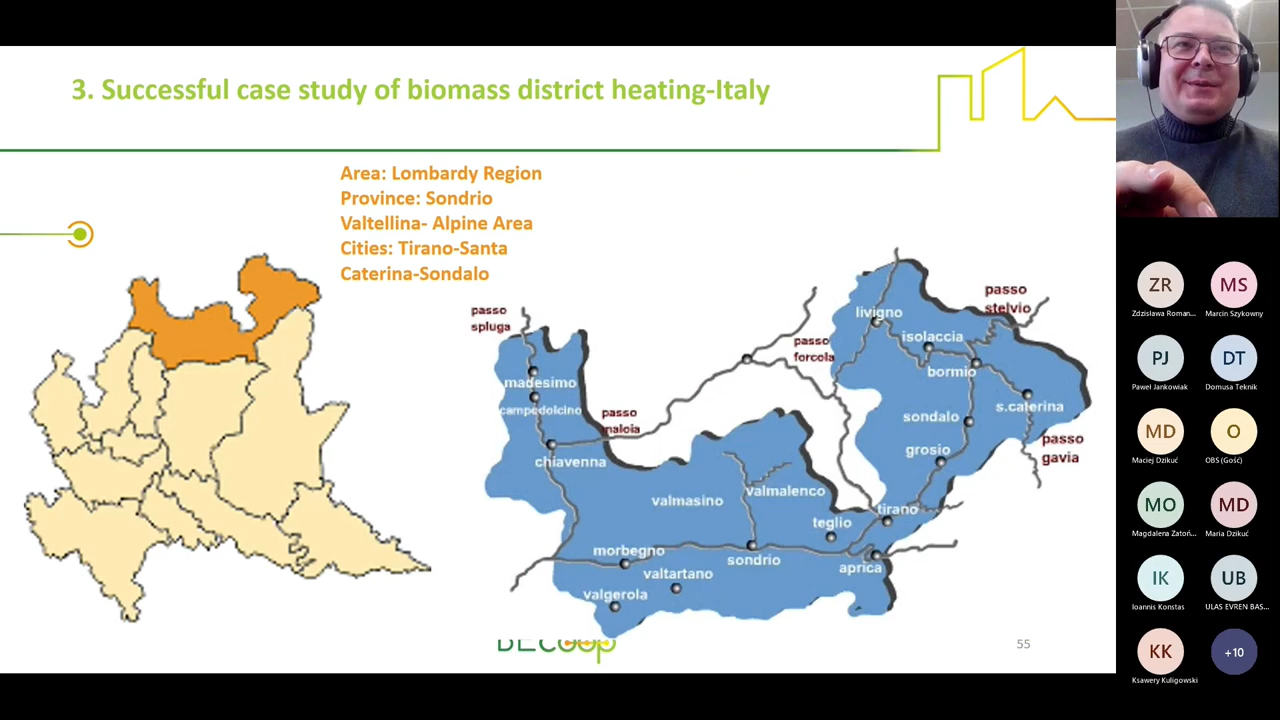 3. Successful case study of biomass district heating-Italy
Area: Lombardy Region
Province: Sondrio
Valtellina- Alpine Area
Cities: Tirano-Santa
Caterina-Sondalo
passo
spluga
madesimo
campodolcino
passo
maloia
chiavenna
passo
forcola
livigno
isolaccia
passo
stelvio
bormio
s.caterina
sondalo
passo
gavia
grosio
valmasino
valmalenco
tirano
teglio
morbegno
sondrio
aprica
valtartano
valgerola
DECoop
55
ZR
Zdzisława Roman...
MS
Marcin Szykowny
PJ
Paweł Jankowiak
DT
Domusa Teknik
MD
Maciej Dzikuć
O
OBS (Gość)
MO
Magdalena Zatoń...
MD
Maria Dzikuć
IK
Ioannis Konstas
UB
ULAS EVREN BAS...
KK
Ksawery Kuligowski
+10